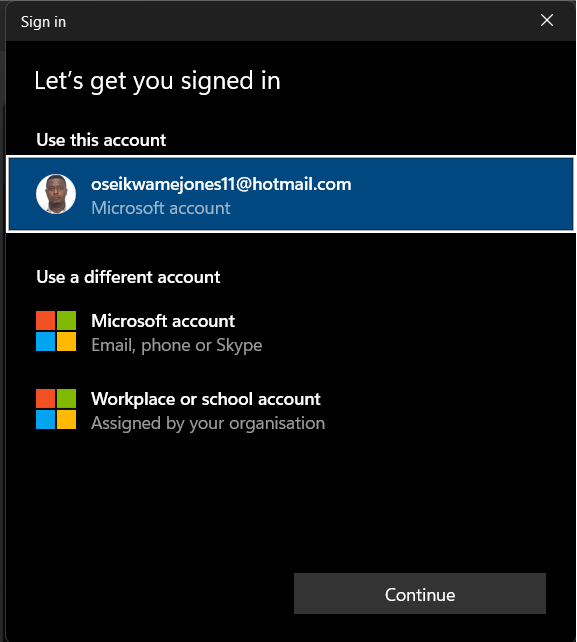 Sign in
Let’s get you signed in
Use this account
oseikwamejones11@hotmail.com
Microsoft account
Use a different account
Microsoft account
Email, phone or Skype
Workplace or school account
Assigned by your organisation
Continue